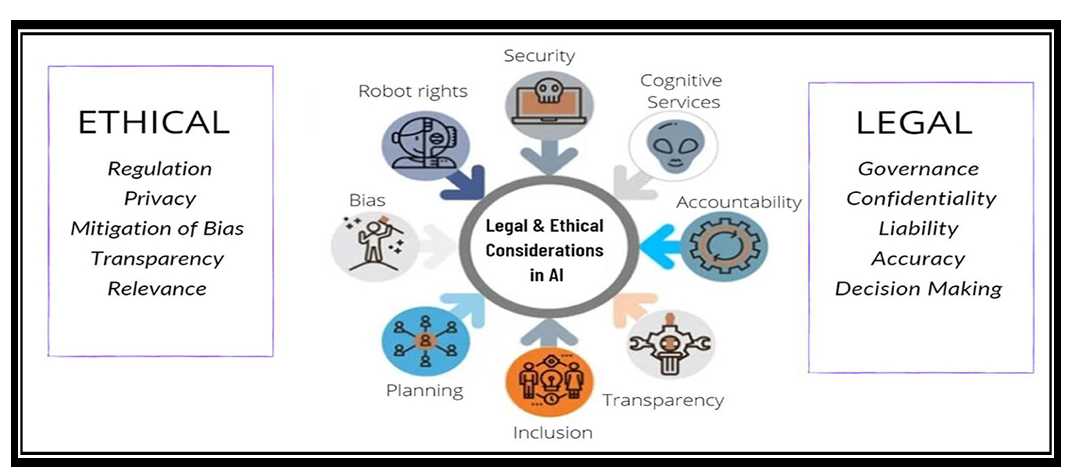 ETHICAL
Regulation
Privacy
Mitigation of Bias
Transparency
Relevance
Security
Robot rights
Cognitive
Services
Bias
Accountability
Legal & Ethical
Considerations
in AI
Planning
Transparency
Inclusion
LEGAL
Governance
Confidentiality
Liability
Accuracy
Decision Making